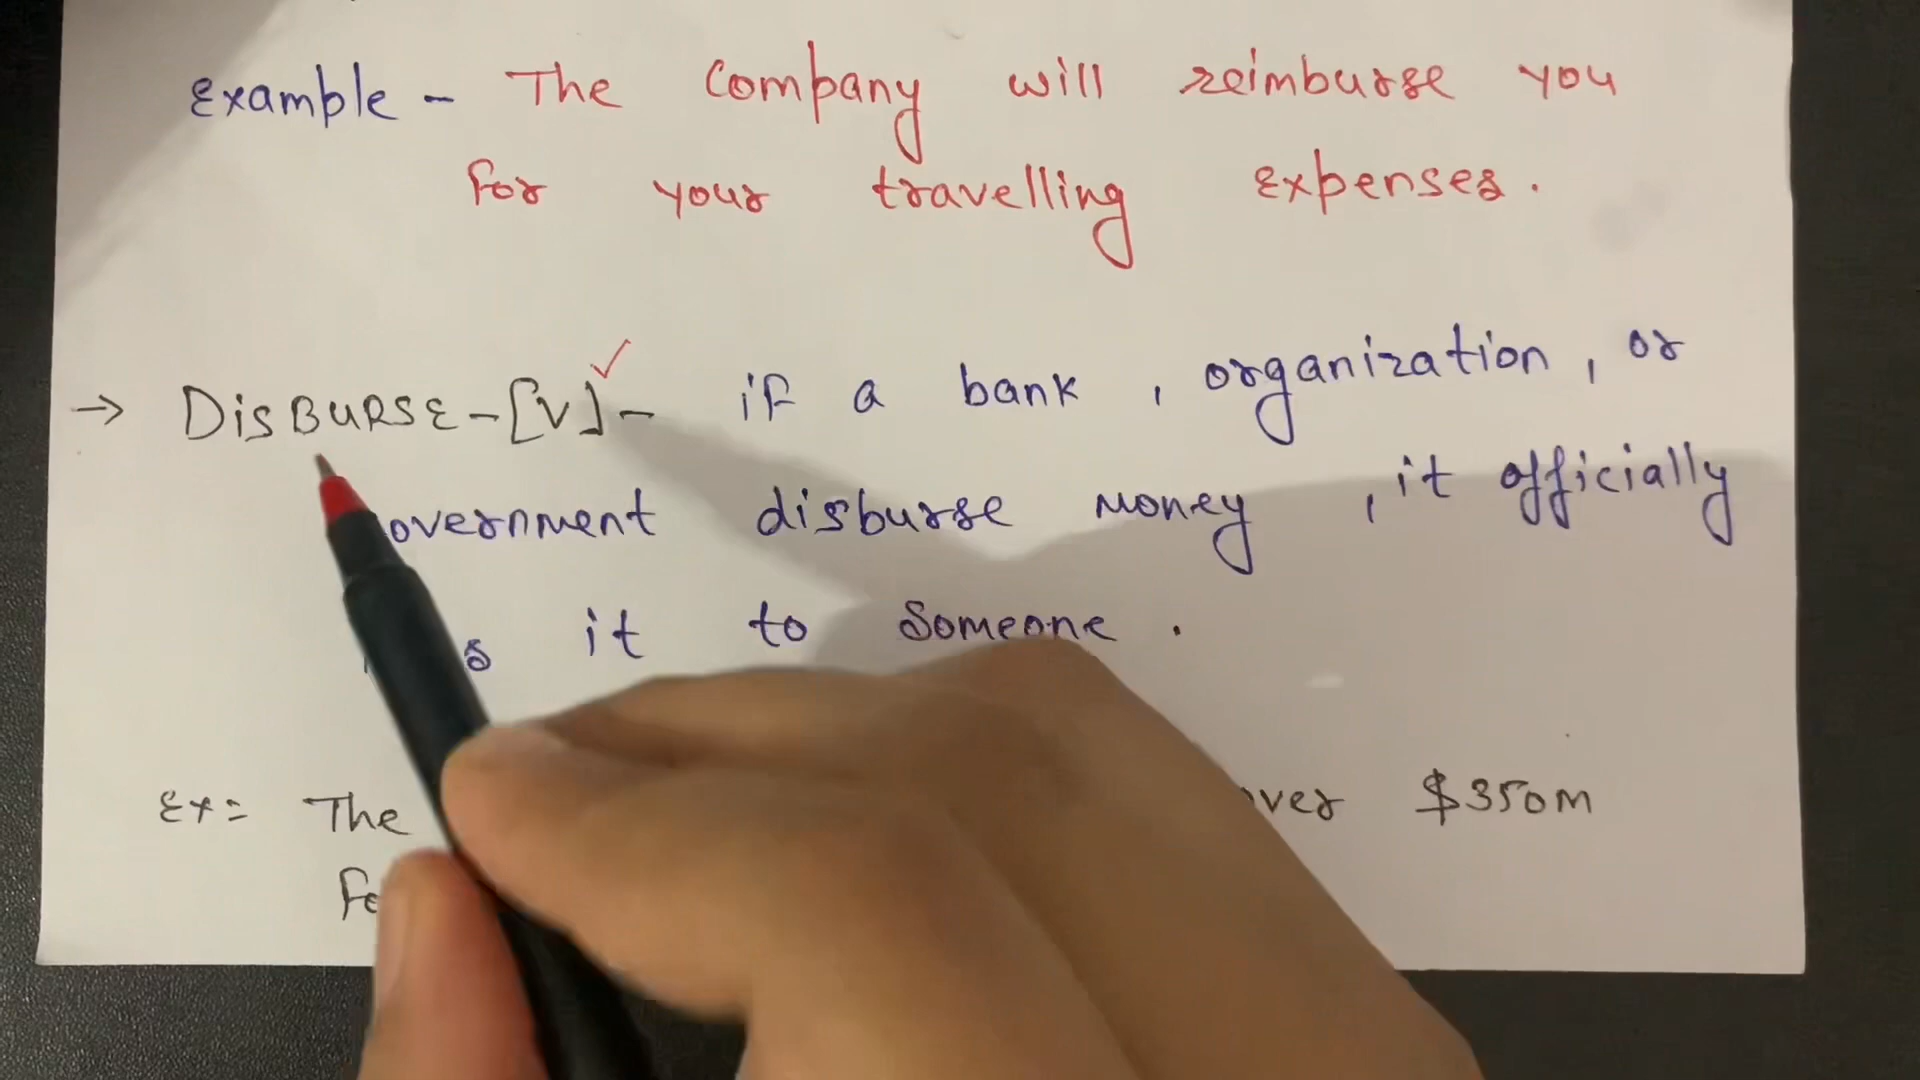 Example - The Company will reimburse you
for your travelling expenses.
→ DISBURSE - [V] ✓ - if a bank, organization, or
overnment disburse money, it officially
it to someone.
Ex= The $350m